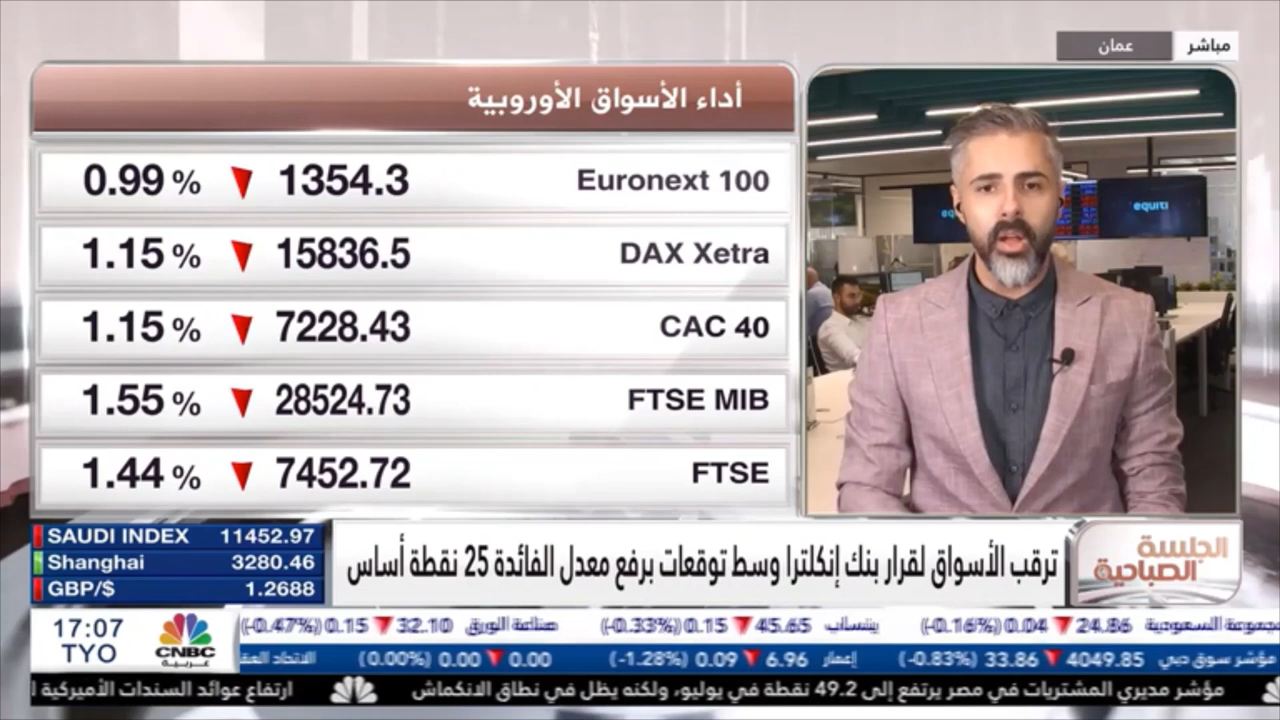 مباشر
عمان
أداء الأسواق الأوروبية
Euronext 100 1354.3 0.99 %
DAX Xetra 15836.5 1.15 %
CAC 40 7228.43 1.15 %
FTSE MIB 28524.73 1.55 %
FTSE 7452.72 1.44 %
equiti
SAUDI INDEX 11452.97
Shanghai 3280.46
GBP/$ 1.2688
ترقب الأسواق لقرار بنك إنكلترا وسط توقعات برفع معدل الفائدة 25 نقطة أساس
الجلسة
الصباحية
17:07
TYO
CNBC
عربية
مجموعة السعودية 24.86 0.04 (-0.16%) ينساب 45.65 0.15 (-0.33%) صناعة الورق 32.10 0.15 (-0.47%)
مؤشر سوق دبي 4049.85 33.86 (-0.83%) إعمار 6.96 0.09 (-1.28%) 0.00 0.00 (0.00%) الاتحاد
مؤشر مديري المشتريات في مصر يرتفع إلى 49.2 نقطة في يوليو، ولكنه يظل في نطاق الانكماش
ارتفاع عوائد السندات الأميركية